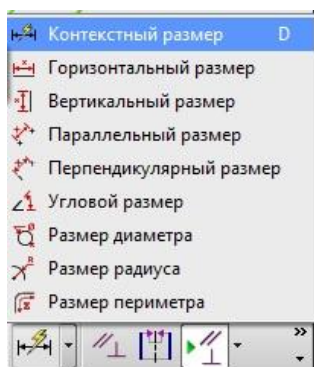 Контекстный размер D
Горизонтальный размер
Вертикальный размер
Параллельный размер
Перпендикулярный размер
Угловой размер
Размер диаметра
Размер радиуса
Размер периметра